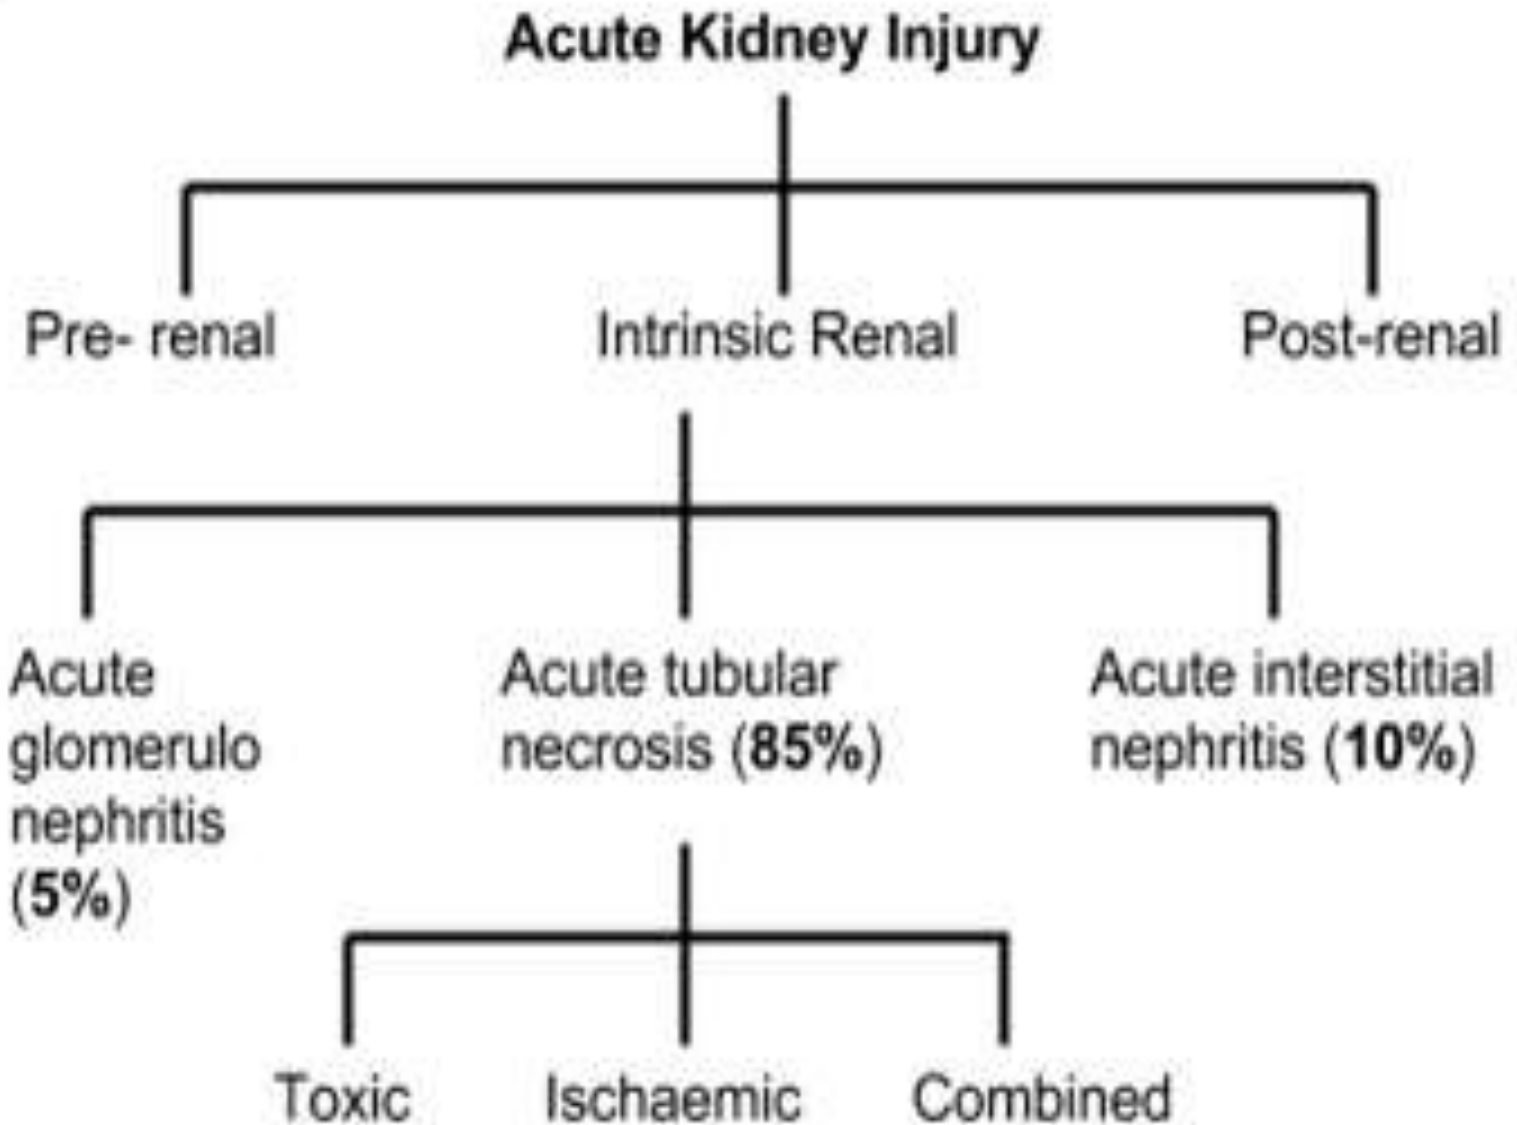 Acute Kidney Injury
Pre- renal
Intrinsic Renal
Post-renal
Acute
glomerulo
nephritis
(5%)
Acute tubular
necrosis (85%)
Acute interstitial
nephritis (10%)
Toxic
Ischaemic
Combined